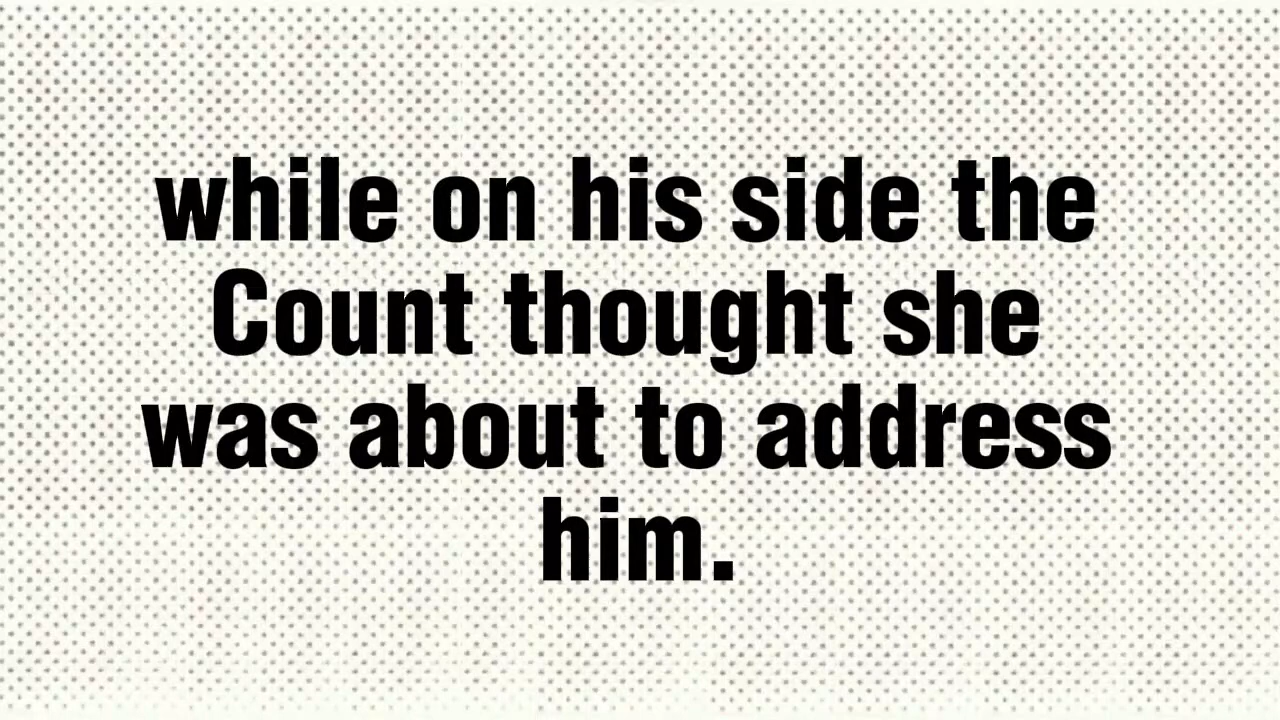 while on his side the
Count thought she
was about to address
him.